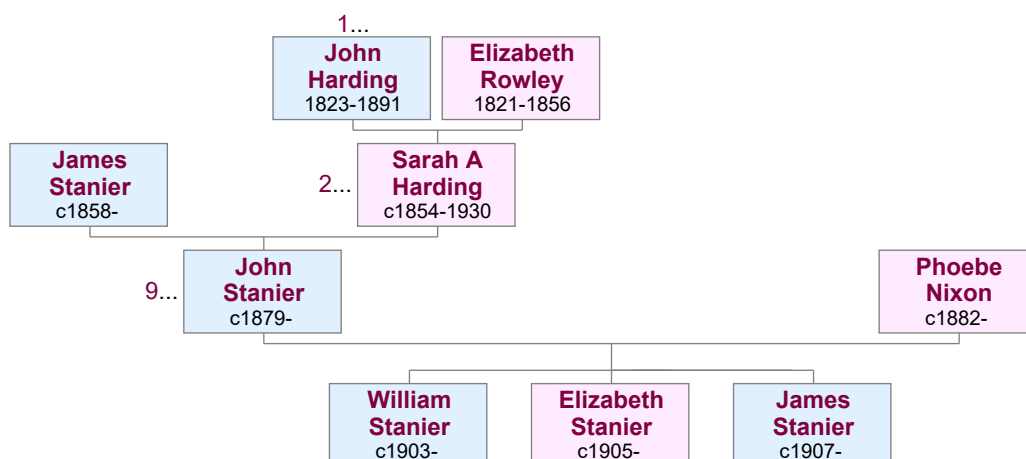 1...
John
Harding
1823-1891
Elizabeth
Rowley
1821-1856
James
Stanier
c1858-
2...
Sarah A
Harding
c1854-1930
9...
John
Stanier
c1879-
Phoebe
Nixon
c1882-
William
Stanier
c1903-
Elizabeth
Stanier
c1905-
James
Stanier
c1907-